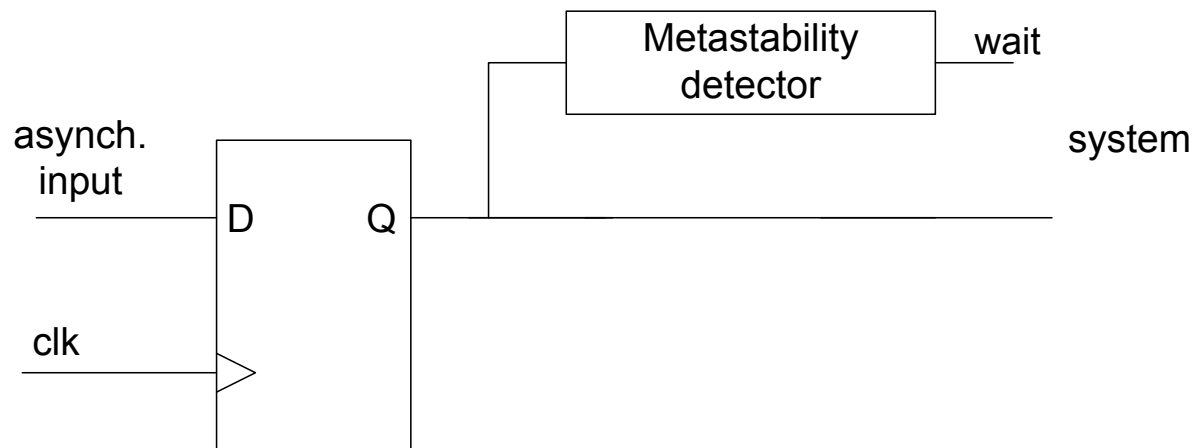 Metastability
detector
wait
asynch.
input
system
D
Q
clk